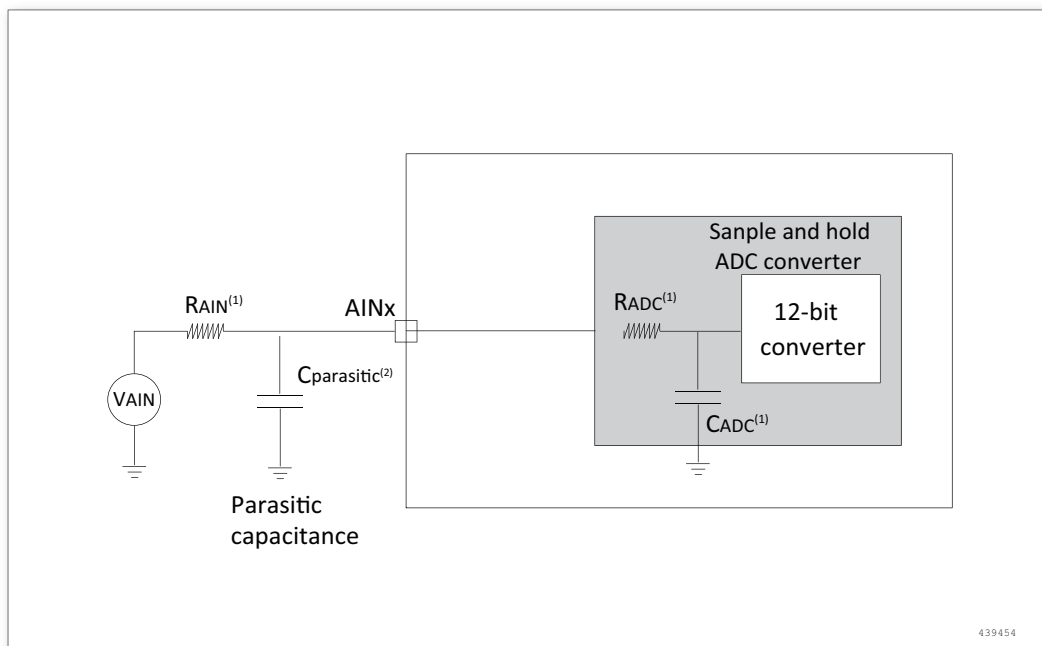 Sanple and hold
ADC converter
RAIN(1)
AINx
RADC(1)
12-bit
converter
Cparasitic(2)
VAIN
CADC(1)
Parasitic
capacitance
439454